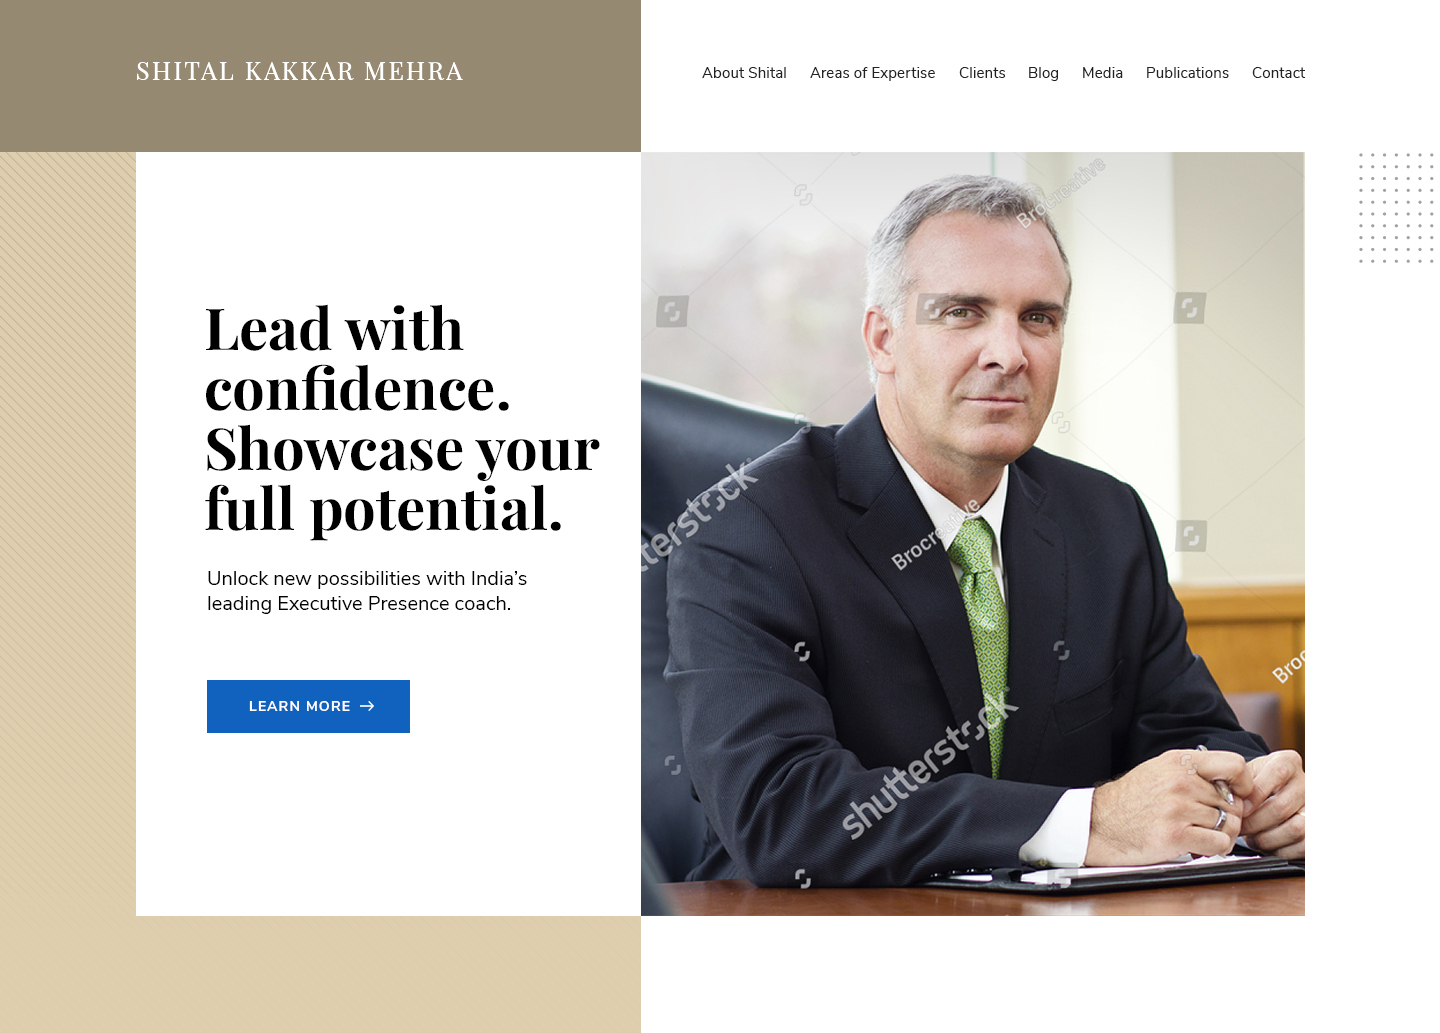 SHITAL KAKKAR MEHRA
About Shital Areas of Expertise Clients Blog Media Publications Contact
Lead with
confidence.
Showcase your
full potential.
Unlock new possibilities with India’s
leading Executive Presence coach.
LEARN MORE →
Brocreative
shutterstock
Brocreative
shutterstock